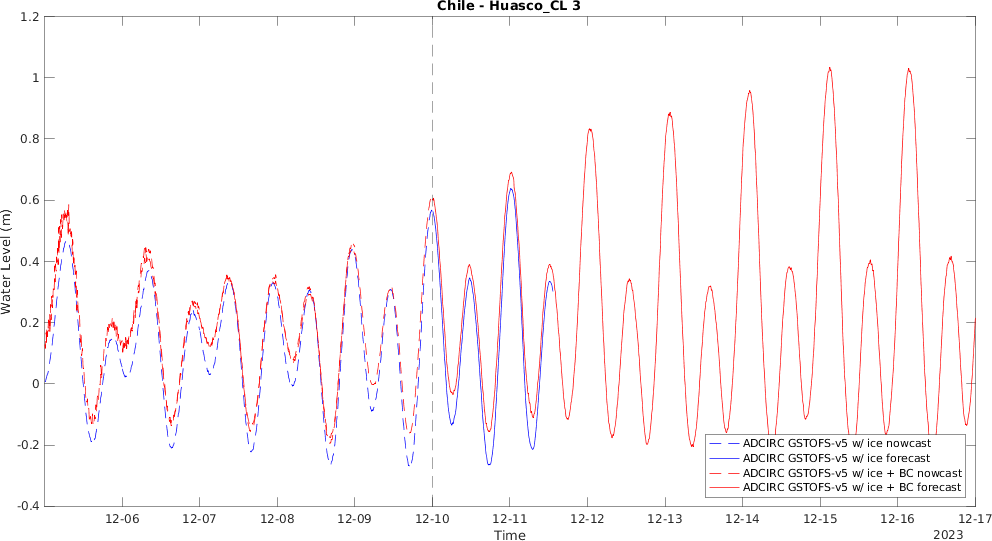 Chile - Huasco_CL 3
1.2
1
0.8
0.6
0.4
0.2
0
-0.2
-0.4
Water Level (m)
ADCIRC GSTOFS-v5 w/ ice nowcast
ADCIRC GSTOFS-v5 w/ ice forecast
ADCIRC GSTOFS-v5 w/ ice + BC nowcast
ADCIRC GSTOFS-v5 w/ ice + BC forecast
12-06 12-07 12-08 12-09 12-10 12-11 12-12 12-13 12-14 12-15 12-16 12-17
Time
2023